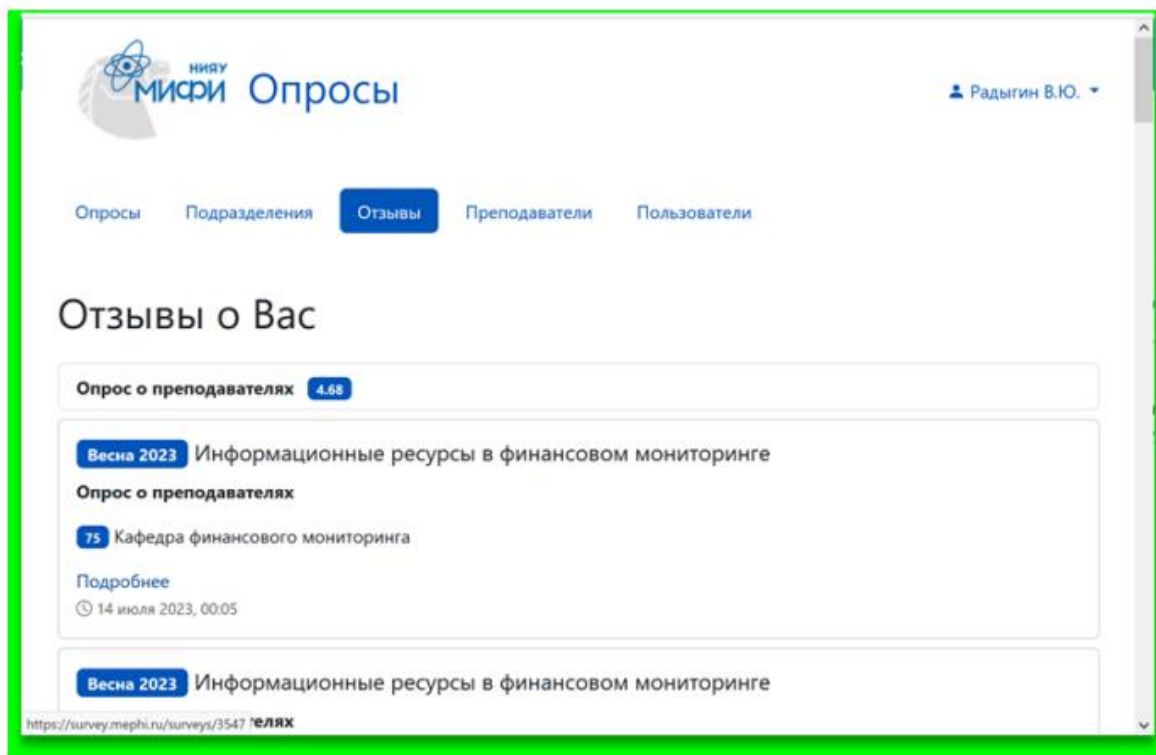 НИЯУ
МИФИ Опросы
Радыгин В.Ю.
Опросы Подразделения Отзывы Преподаватели Пользователи
Отзывы о Вас
Опрос о преподавателях 4.68
Весна 2023 Информационные ресурсы в финансовом мониторинге
Опрос о преподавателях
75 Кафедра финансового мониторинга
Подробнее
14 июля 2023, 00:05
Весна 2023 Информационные ресурсы в финансовом мониторинге
https://survey.mephi.ru/surveys/3547